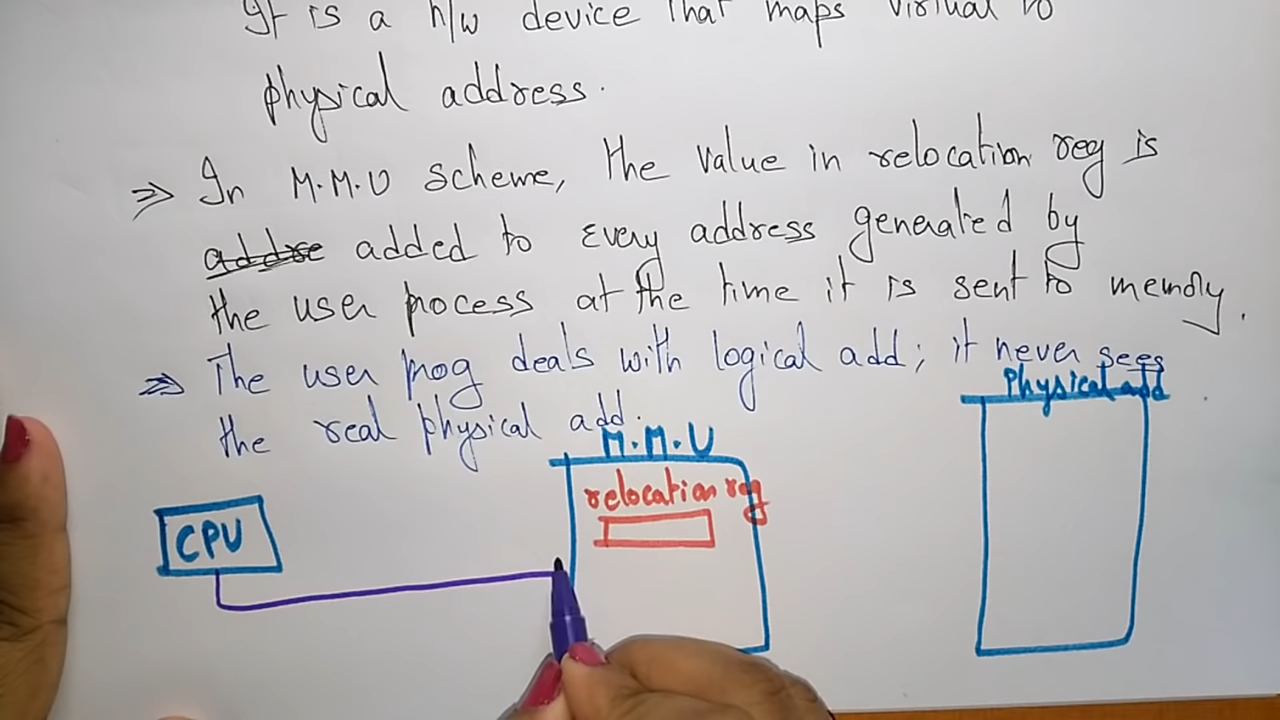 It is a h/w device that maps virtual to
physical address.
⇒ In M.M.U scheme, the value in relocation reg is
addre added to every address generated by
the user process at the time it is sent to memory.
⇒ The user prog deals with logical add; it never sees
the real physical add.
Physical add
M.M.U
relocation reg
CPU